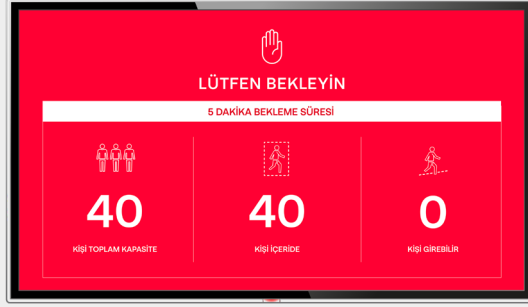 LÜTFEN BEKLEYİN
5 DAKİKA BEKLEME SÜRESİ
40
40
0
KİŞİ TOPLAM KAPASİTE
KİŞİ İÇERİDE
KİŞİ GİREBİLİR